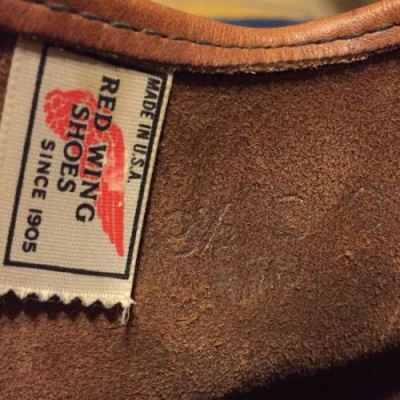 MADE IN U.S.A.
RED WING
SHOES
SINCE 1905